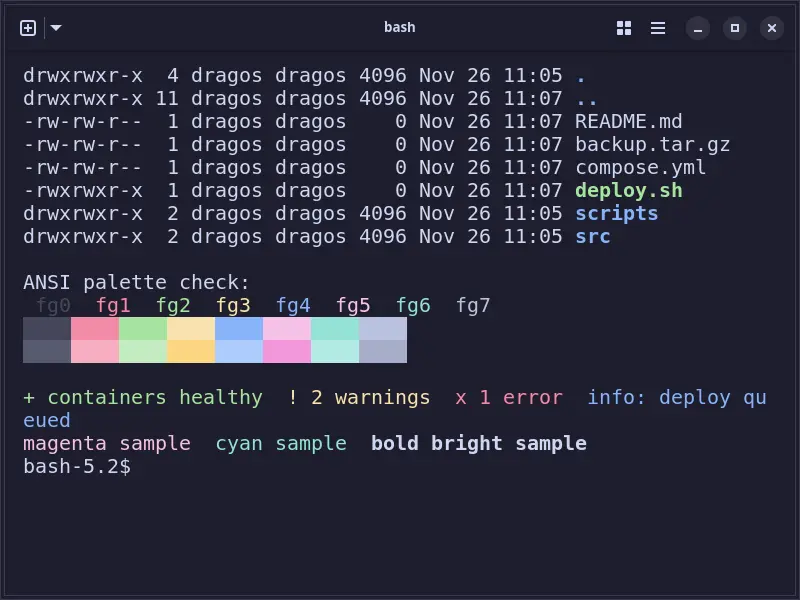 bash
drwxrwxr-x  4 dragos dragos 4096 Nov 26 11:05 .
drwxrwxr-x 11 dragos dragos 4096 Nov 26 11:07 ..
-rw-rw-r--  1 dragos dragos    0 Nov 26 11:07 README.md
-rw-rw-r--  1 dragos dragos    0 Nov 26 11:07 backup.tar.gz
-rw-rw-r--  1 dragos dragos    0 Nov 26 11:07 compose.yml
-rwxrwxr-x  1 dragos dragos    0 Nov 26 11:07 deploy.sh
drwxrwxr-x  2 dragos dragos 4096 Nov 26 11:05 scripts
drwxrwxr-x  2 dragos dragos 4096 Nov 26 11:05 src
ANSI palette check:
fg0  fg1  fg2  fg3  fg4  fg5  fg6  fg7
+ containers healthy  ! 2 warnings  x 1 error  info: deploy qu
eued
magenta sample  cyan sample  bold bright sample
bash-5.2$